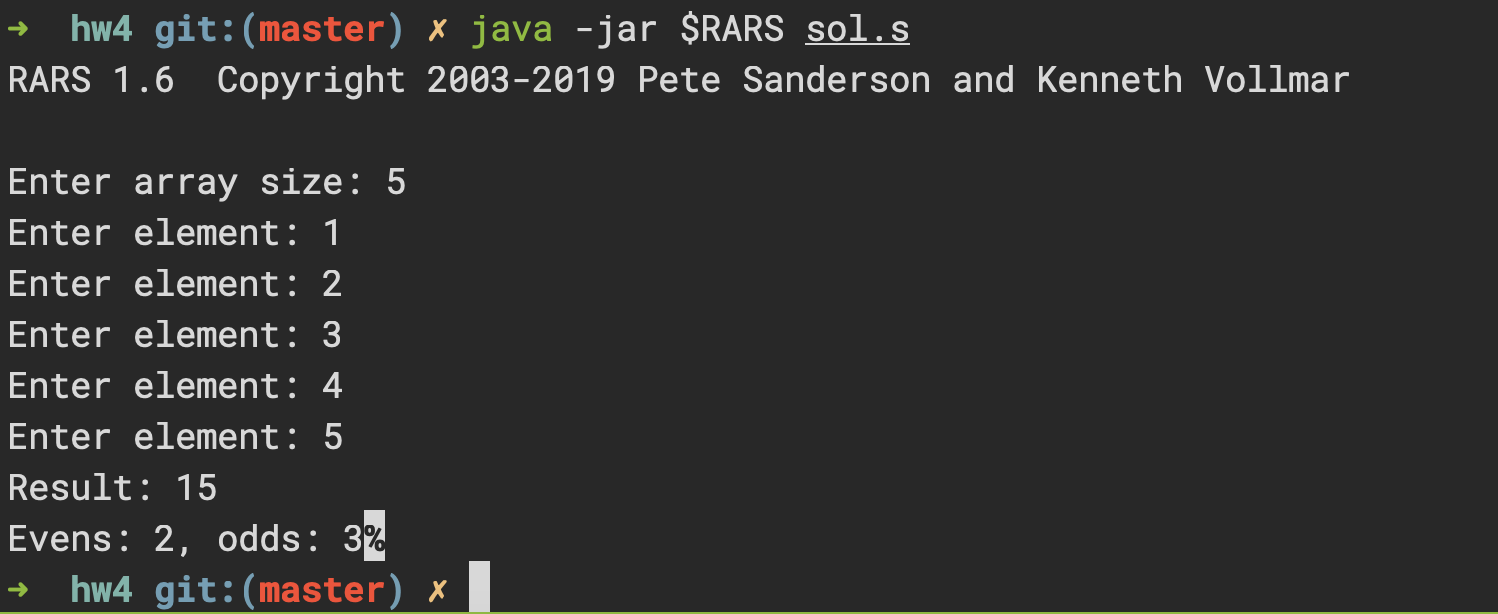 ➜  hw4 git:(master) ✗ java -jar $RARS sol.s
RARS 1.6  Copyright 2003-2019 Pete Sanderson and Kenneth Vollmar

Enter array size: 5
Enter element: 1
Enter element: 2
Enter element: 3
Enter element: 4
Enter element: 5
Result: 15
Evens: 2, odds: 3%
➜  hw4 git:(master) ✗